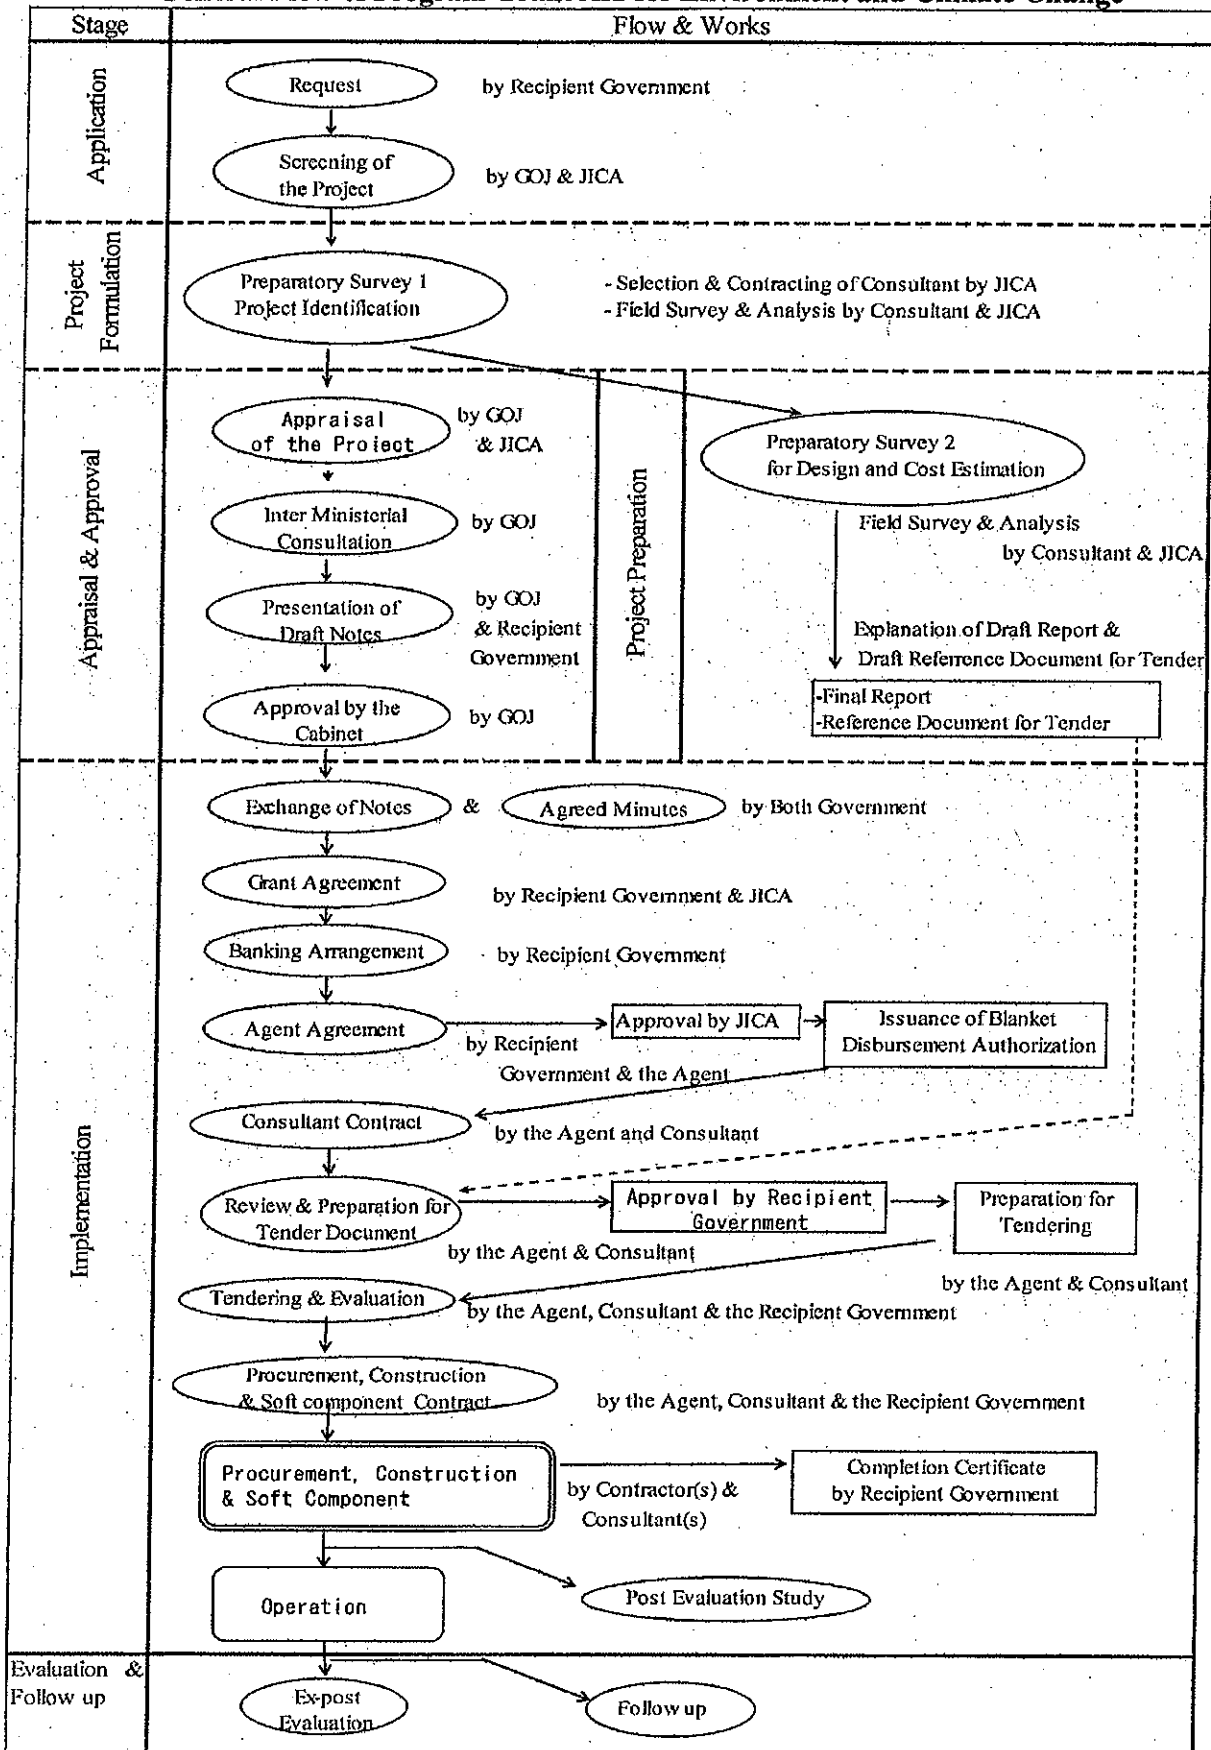 Stage
Flow & Works
Application
Request
by Recipient Government
Screening of
the Project
by GOJ & JICA
Project
Formulation
Preparatory Survey 1
Project Identification
- Selection & Contracting of Consultant by JICA
- Field Survey & Analysis by Consultant & JICA
Appraisal & Approval
Appraisal
of the Project
by GOJ
& JICA
Inter Ministerial
Consultation
by GOJ
Presentation of
Draft Notes
by GOJ
& Recipient
Government
Approval by the
Cabinet
by GOJ
Project Preparation
Preparatory Survey 2
for Design and Cost Estimation
Field Survey & Analysis
by Consultant & JICA
Explanation of Draft Report &
Draft Referrence Document for Tender
-Final Report
-Reference Document for Tender
Implementation
Exchange of Notes
&
Agreed Minutes
by Both Government
Grant Agreement
by Recipient Government & JICA
Banking Arrangement
by Recipient Government
Agent Agreement
by Recipient
Government & the Agent
Approval by JICA
Issuance of Blanket
Disbursement Authorization
Consultant Contract
by the Agent and Consultant
Review & Preparation for
Tender Document
by the Agent & Consultant
Approval by Recipient
Government
Preparation for
Tendering
by the Agent & Consultant
Tendering & Evaluation
by the Agent, Consultant & the Recipient Government
Procurement, Construction
& Soft component Contract
by the Agent, Consultant & the Recipient Government
Procurement, Construction
& Soft Component
by Contractor(s) &
Consultant(s)
Completion Certificate
by Recipient Government
Operation
Post Evaluation Study
Evaluation &
Follow up
Ex-post
Evaluation
Follow up